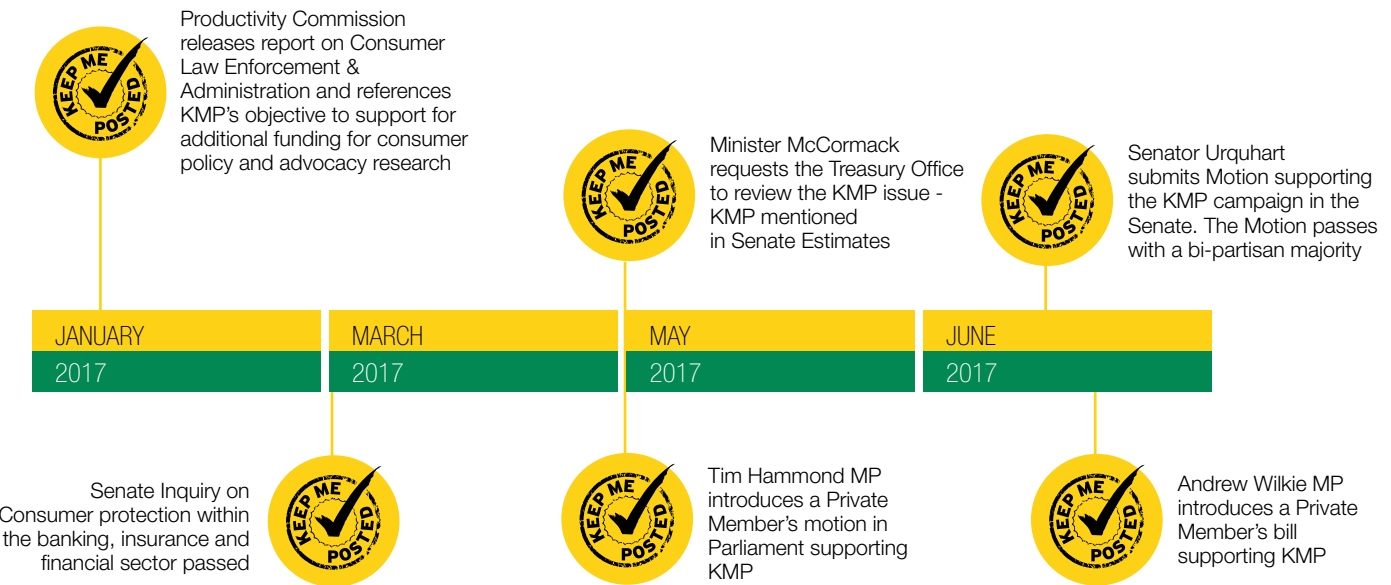 Productivity Commission
releases report on Consumer
Law Enforcement &
Administration and references
KMP's objective to support for
additional funding for consumer
policy and advocacy research
KEEP ME
POSTED
Minister McCormack
requests the Treasury Office
to review the KMP issue -
KMP mentioned
in Senate Estimates
KEEP ME
POSTED
Senator Urquhart
submits Motion supporting
the KMP campaign in the
Senate. The Motion passes
with a bi-partisan majority
KEEP ME
POSTED
JANUARY
2017
MARCH
2017
MAY
2017
JUNE
2017
Senate Inquiry on
Consumer protection within
the banking, insurance and
financial sector passed
KEEP ME
POSTED
Tim Hammond MP
introduces a Private
Member's motion in
Parliament supporting
KMP
KEEP ME
POSTED
Andrew Wilkie MP
introduces a Private
Member's bill
supporting KMP
KEEP ME
POSTED